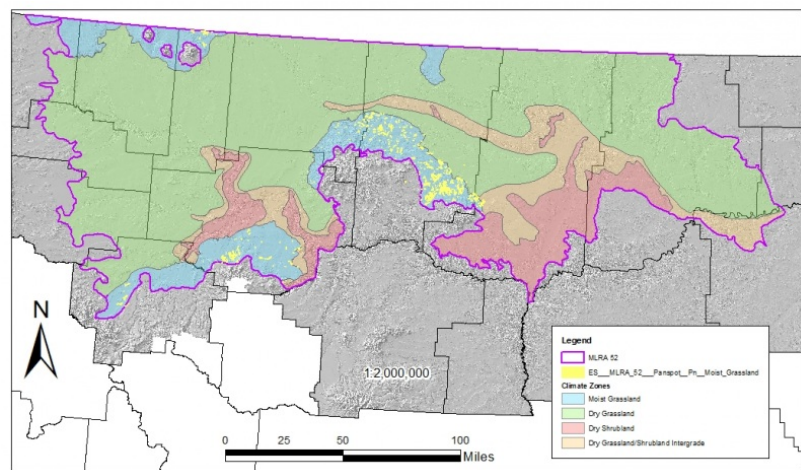 N
1:2,000,000
0 25 50 100
Miles
Legend
MLRA 52
ES___MLRA_52___Panspot__Pn__Moist_Grassland
Climate Zones
Moist Grassland
Dry Grassland
Dry Shrubland
Dry Grassland/Shrubland Intergrade